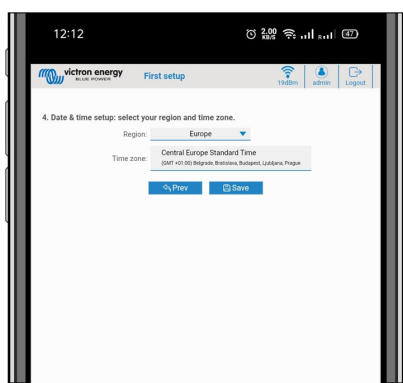 12:12
2.00 KB/S R 47
victron energy
BLUE POWER
First setup
19dBm
admin
Logout
4. Date & time setup: select your region and time zone.
Region: Europe
Time zone: Central Europe Standard Time
(GMT +01:00) Belgrade, Bratislava, Budapest, Ljubljana, Prague
Prev Save